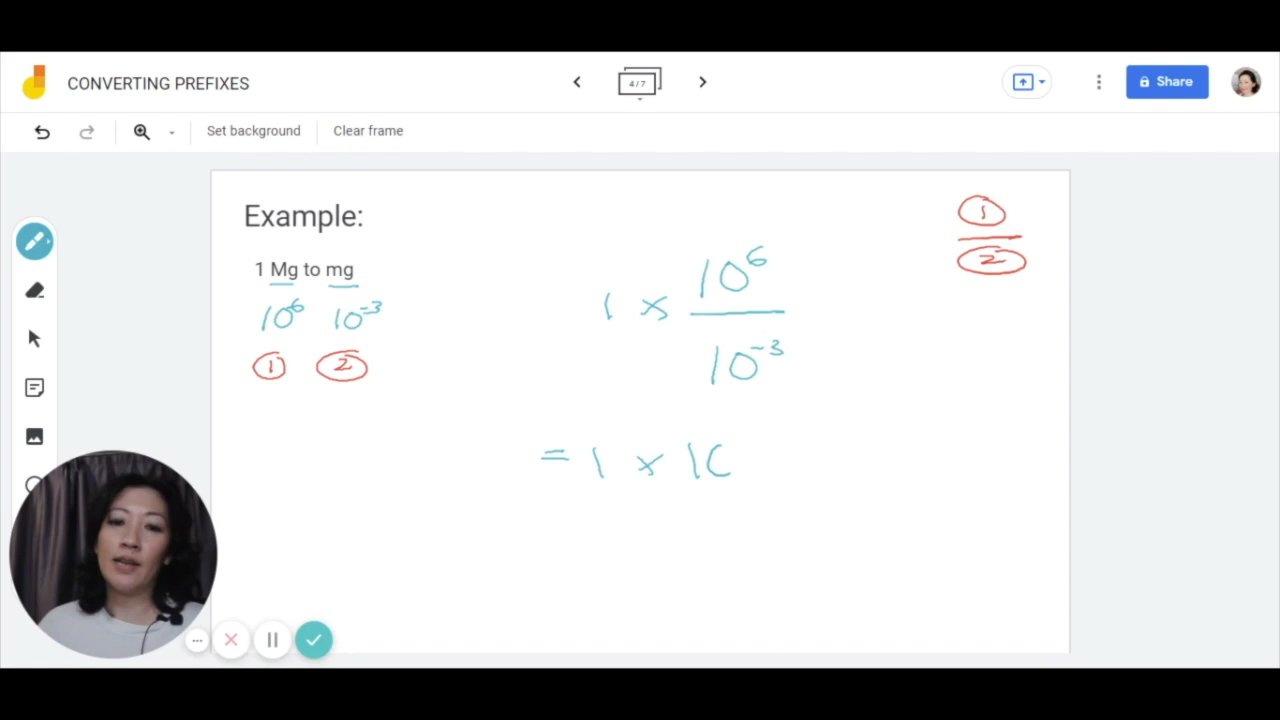 CONVERTING PREFIXES
4 / 7
Share
Set background
Clear frame
Example:
1 Mg to mg
10⁶ 10⁻³
① ②
1 × 10⁶
10⁻³
①
②
= 1 × 1C